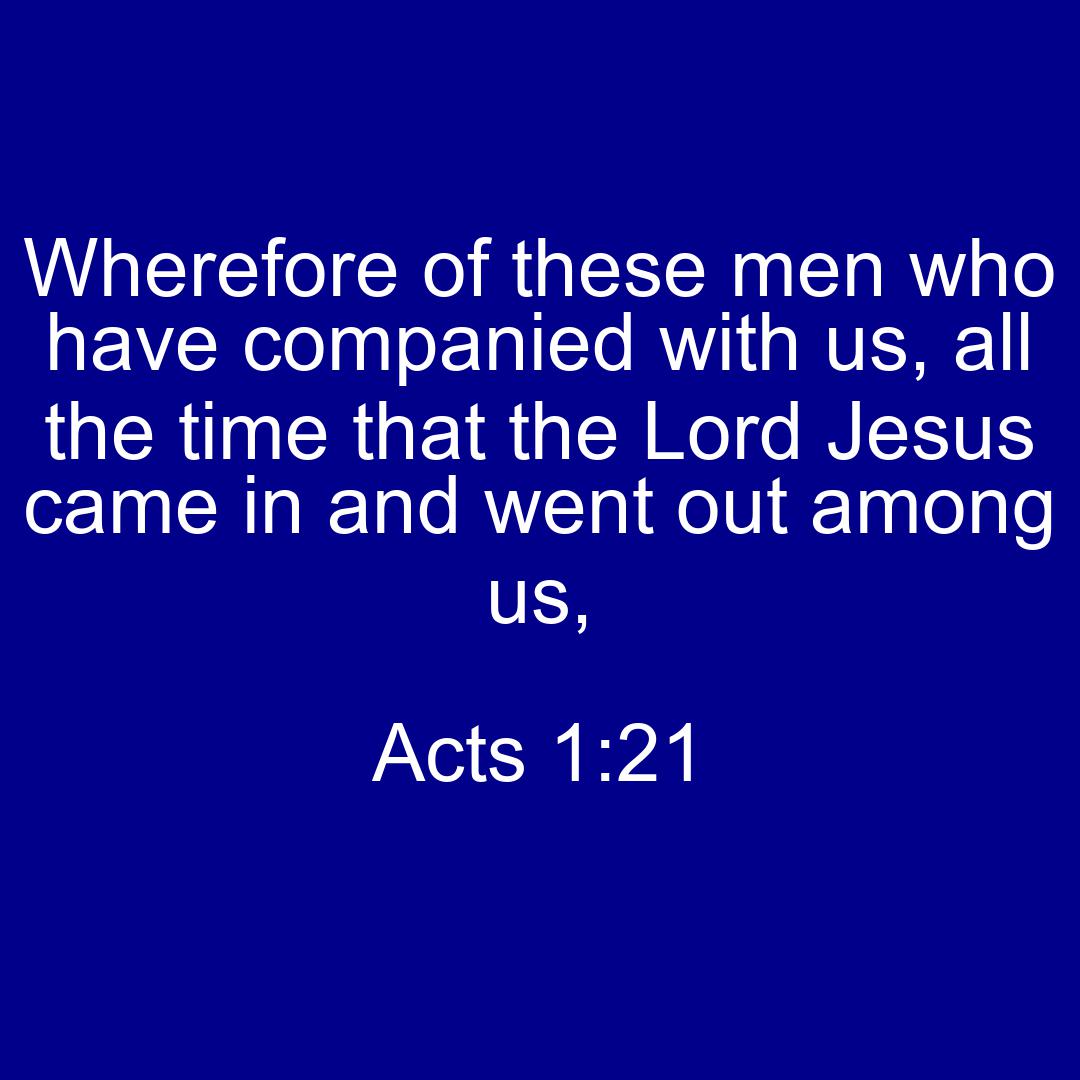 Wherefore of these men who
have companied with us, all
the time that the Lord Jesus
came in and went out among
us,
Acts 1:21